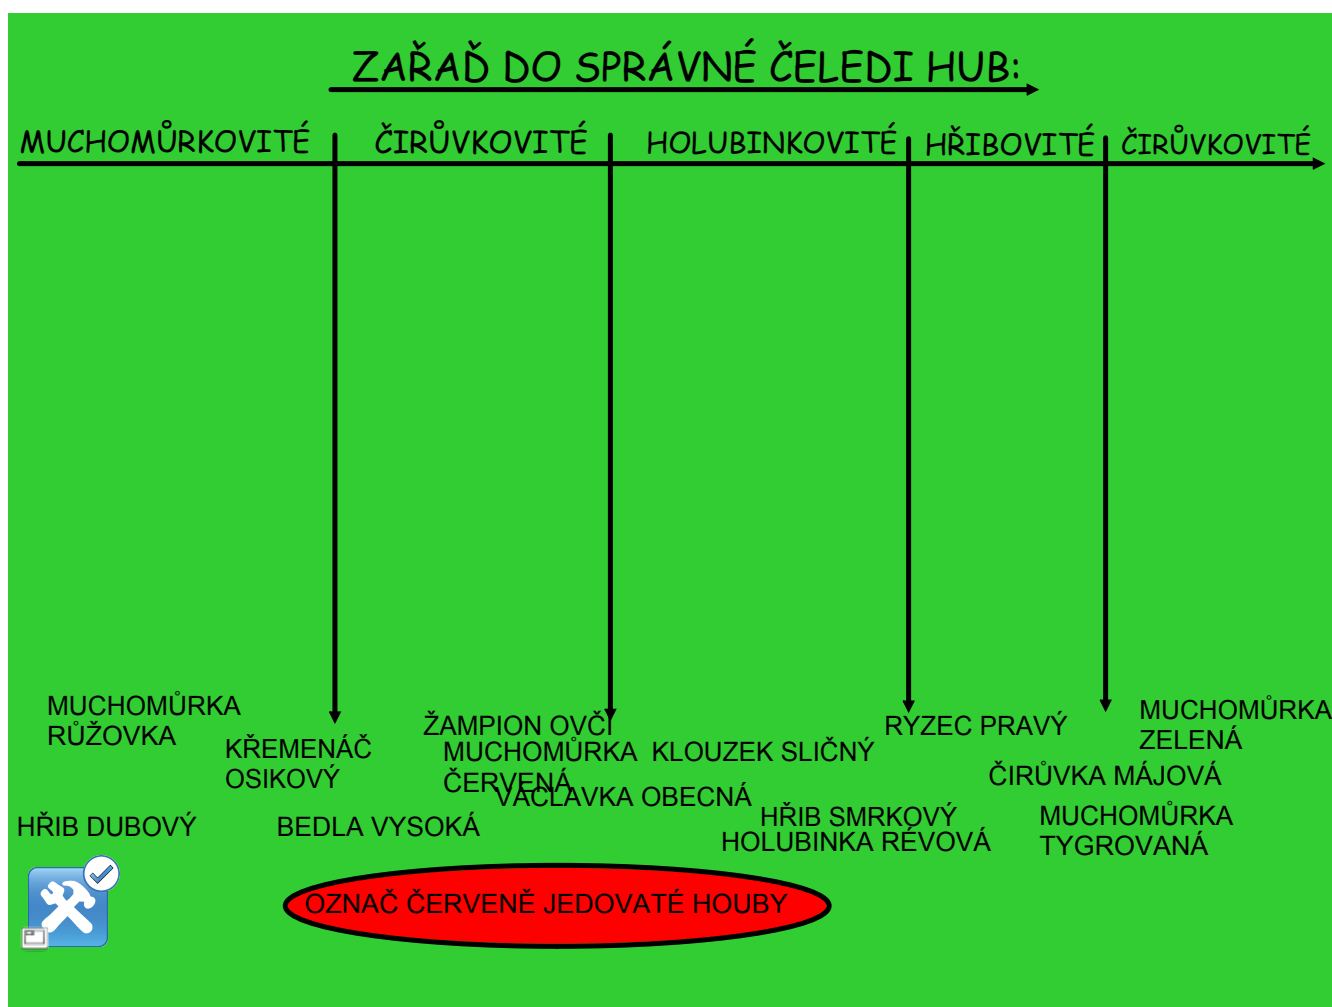 ZAŘAĎ DO SPRÁVNÉ ČELEDI HUB:
MUCHOMŮRKOVITÉ
ČIRŮVKOVITÉ
HOLUBINKOVITÉ
HŘIBOVITÉ
ČIRŮVKOVITÉ
MUCHOMŮRKA
RŮŽOVKA
KŘEMENÁČ
OSIKOVÝ
ŽAMPION OVČÍ
MUCHOMŮRKA
ČERVENÁ
KLOUZEK SLIČNÝ
VÁCLAVKA OBECNÁ
RYZEC PRAVÝ
MUCHOMŮRKA
ZELENÁ
ČIRŮVKA MÁJOVÁ
HŘIB DUBOVÝ
BEDLA VYSOKÁ
HŘIB SMRKOVÝ
HOLUBINKA RÉVOVÁ
MUCHOMŮRKA
TYGROVANÁ
OZNAČ ČERVENĚ JEDOVATÉ HOUBY